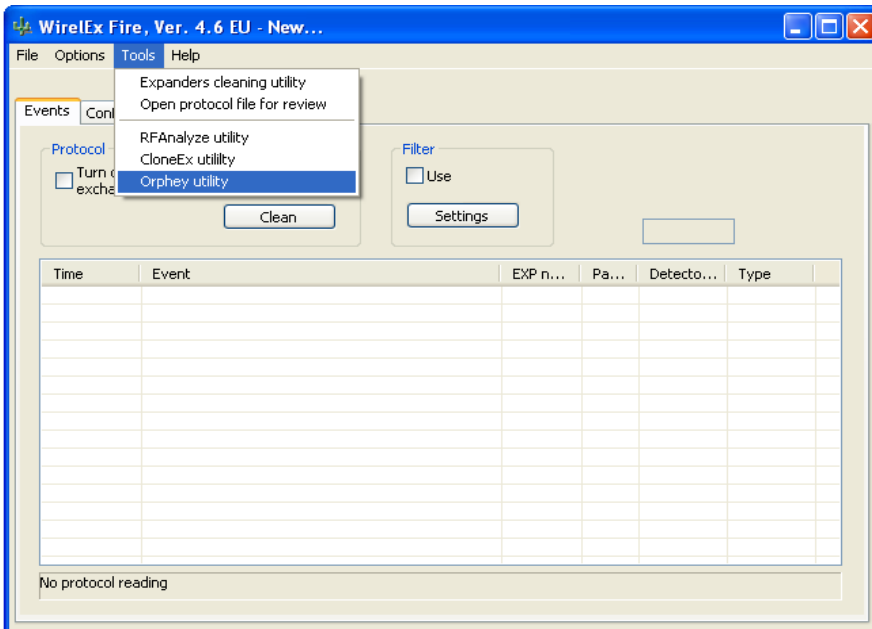 WirelEx Fire, Ver. 4.6 EU - New...
File Options Tools Help
Expanders cleaning utility
Open protocol file for review
RFAnalyze utility
CloneEx utililty
Orphey utility
Events
Protocol
Turn
excha
Clean
Filter
Use
Settings
Time Event EXP n... Pa... Detecto... Type
No protocol reading